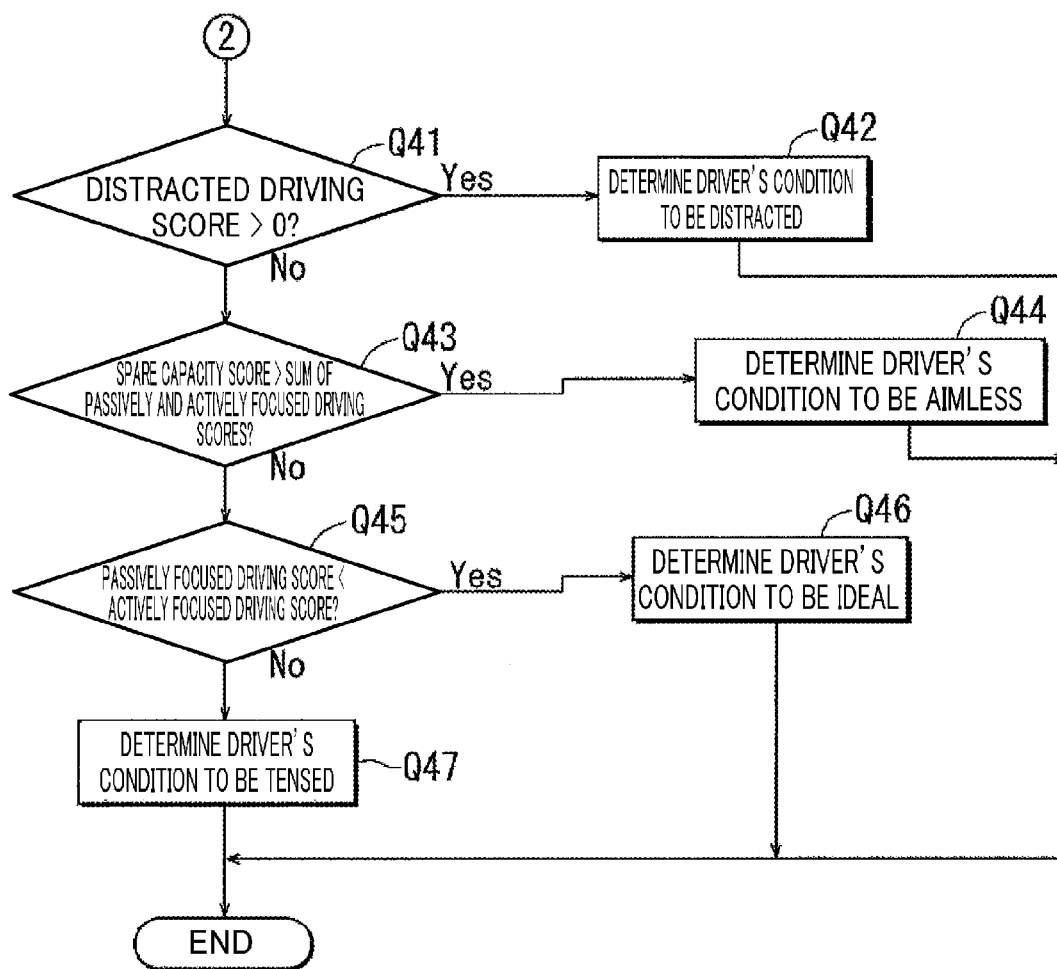 2
Q41
DISTRACTED DRIVING
SCORE > 0?
Yes
No
Q42
DETERMINE DRIVER'S CONDITION
TO BE DISTRACTED
Q43
SPARE CAPACITY SCORE > SUM OF
PASSIVELY AND ACTIVELY FOCUSED DRIVING
SCORES?
Yes
No
Q44
DETERMINE DRIVER'S
CONDITION TO BE AIMLESS
Q45
PASSIVELY FOCUSED DRIVING SCORE <
ACTIVELY FOCUSED DRIVING SCORE?
Yes
No
Q46
DETERMINE DRIVER'S
CONDITION TO BE IDEAL
DETERMINE DRIVER'S
CONDITION TO BE TENSED
Q47
END